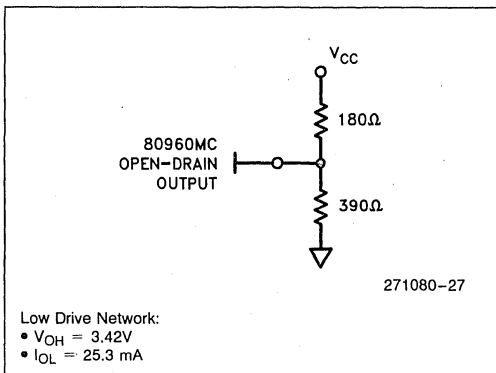 VCC
180Ω
80960MC
OPEN-DRAIN
OUTPUT
390Ω
271080-27
Low Drive Network:
• VOH = 3.42V
• IOL = 25.3 mA